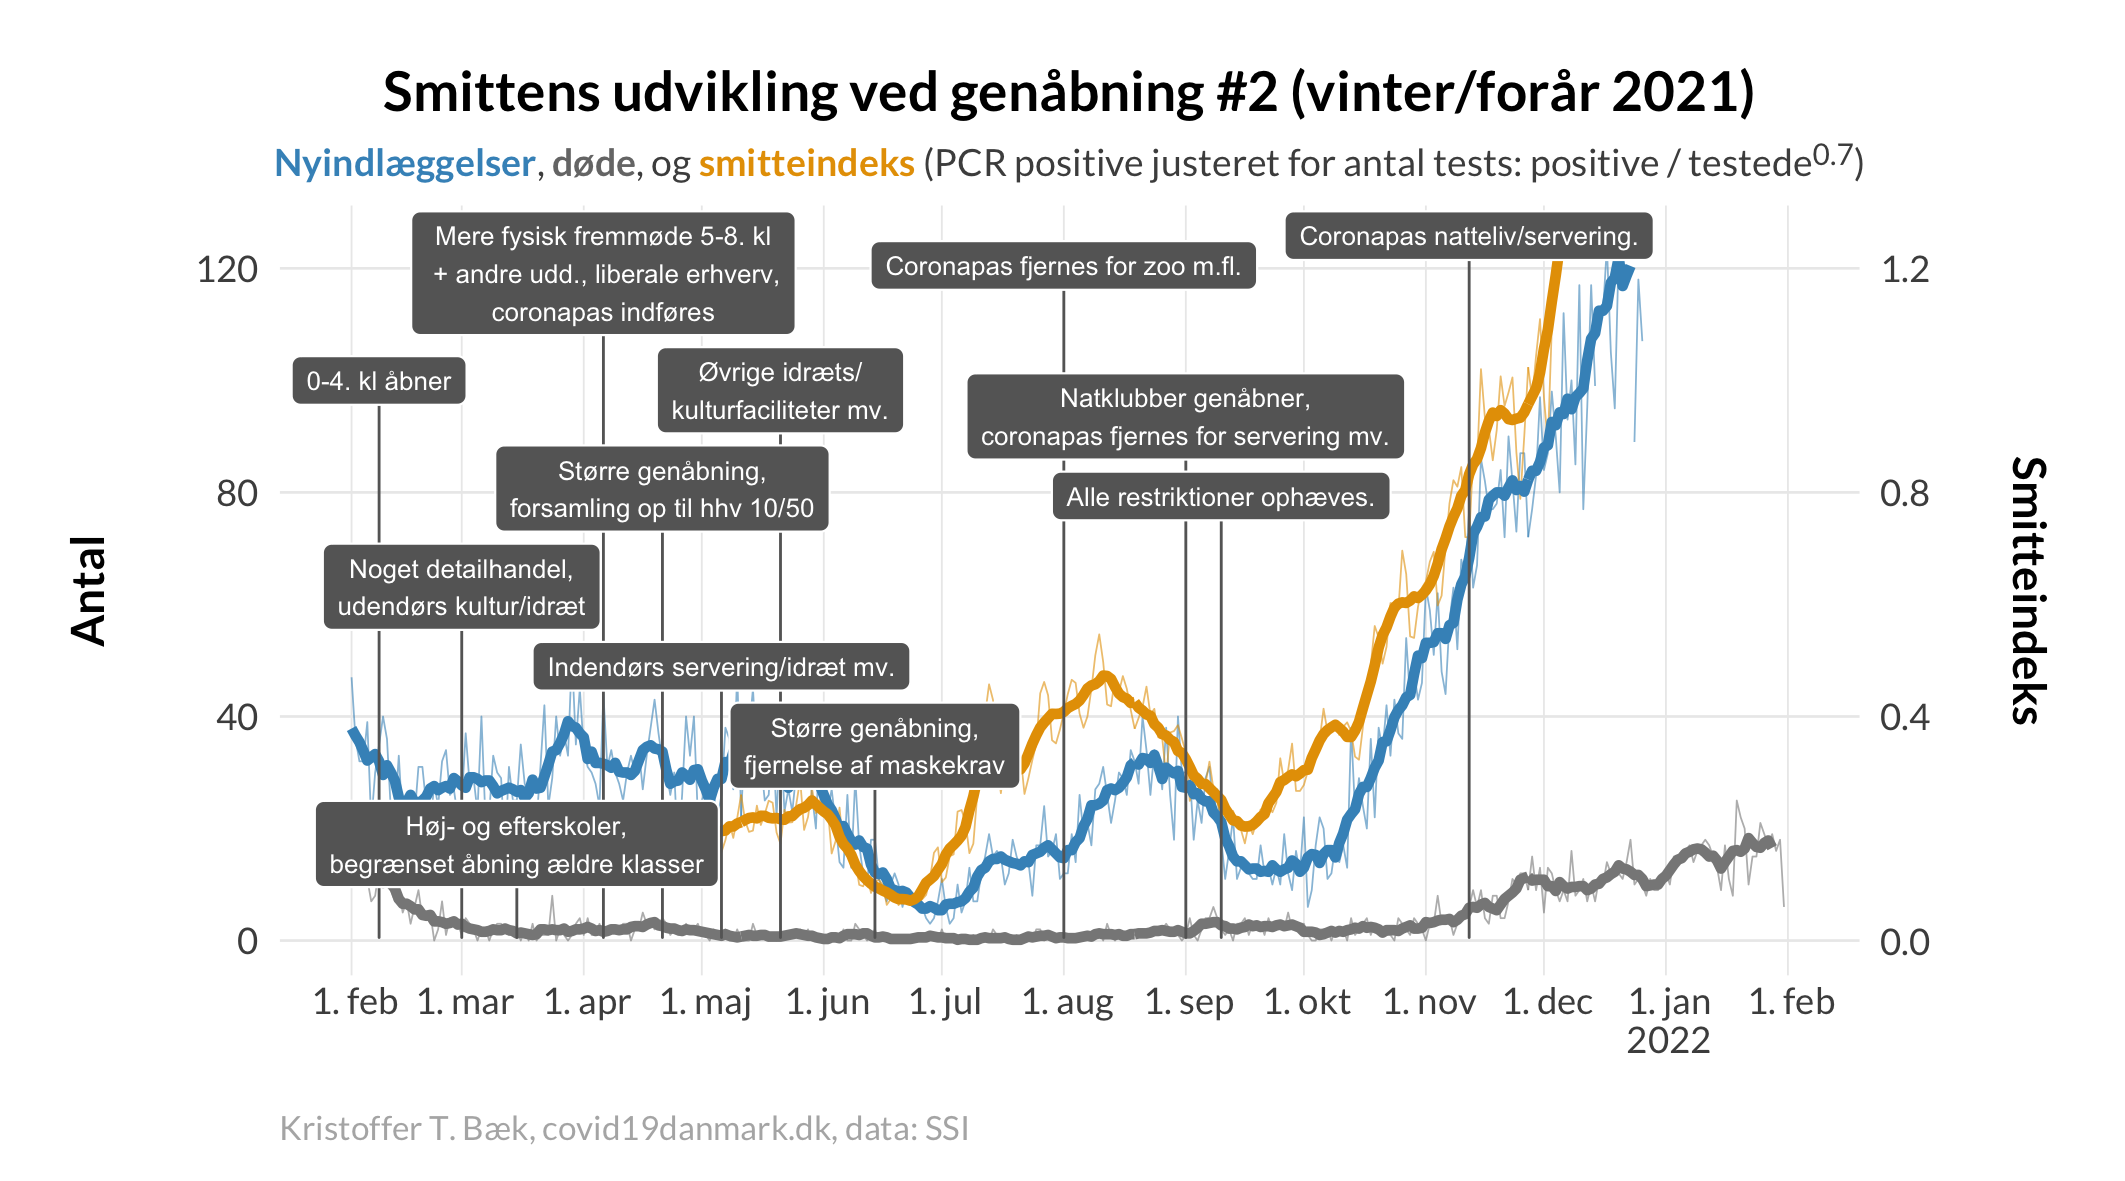 Smittens udvikling ved genåbning #2 (vinter/forår 2021)
Nyindlæggelser, døde, og smitteindeks (PCR positive justeret for antal tests: positive / testede^0.7)
Mere fysisk fremmøde 5-8. kl
+ andre udd., liberale erhverv,
coronapas indføres
Coronapas natteliv/servering.
Coronapas fjernes for zoo m.fl.
0-4. kl åbner
Øvrige idræts/
kulturfaciliteter mv.
Natklubber genåbner,
coronapas fjernes for servering mv.
Større genåbning,
forsamling op til hhv 10/50
Alle restriktioner ophæves.
Noget detailhandel,
udendørs kultur/idræt
Indendørs servering/idræt mv.
Større genåbning,
fjernelse af maskekrav
Høj- og efterskoler,
begrænset åbning ældre klasser
Antal
120
80
40
0
Smitteindeks
1.2
0.8
0.4
0.0
1. feb
1. mar
1. apr
1. maj
1. jun
1. jul
1. aug
1. sep
1. okt
1. nov
1. dec
1. jan
2022
1. feb
Kristoffer T. Bæk, covid19danmark.dk, data: SSI